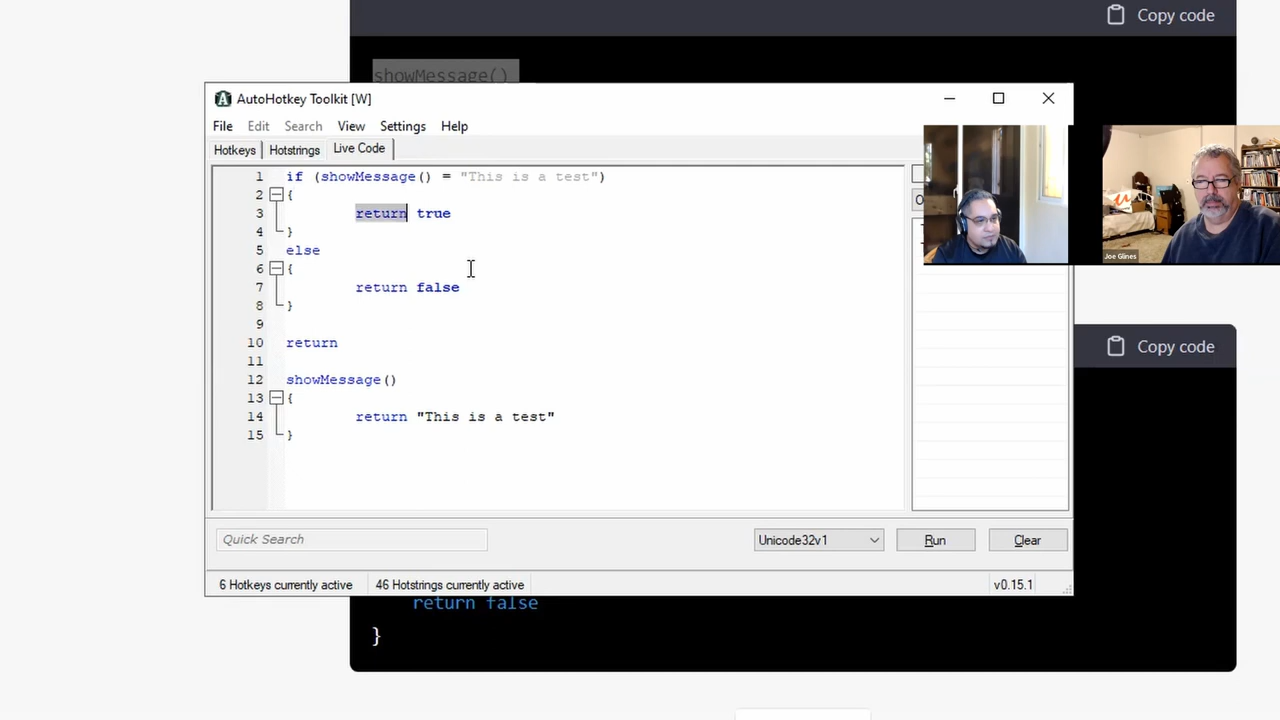 Copy code
showMessage()
AutoHotkey Toolkit [W]
File Edit Search View Settings Help
Hotkeys Hotstrings Live Code
1 if (showMessage() = "This is a test")
2 {
3 return true
4 }
5 else
6 {
7 return false
8 }
9
10 return
11
12 showMessage()
13 {
14 return "This is a test"
15 }
Joe Glines
Copy code
Quick Search
Unicode32v1
Run
Clear
6 Hotkeys currently active
46 Hotstrings currently active
v0.15.1
return false
}